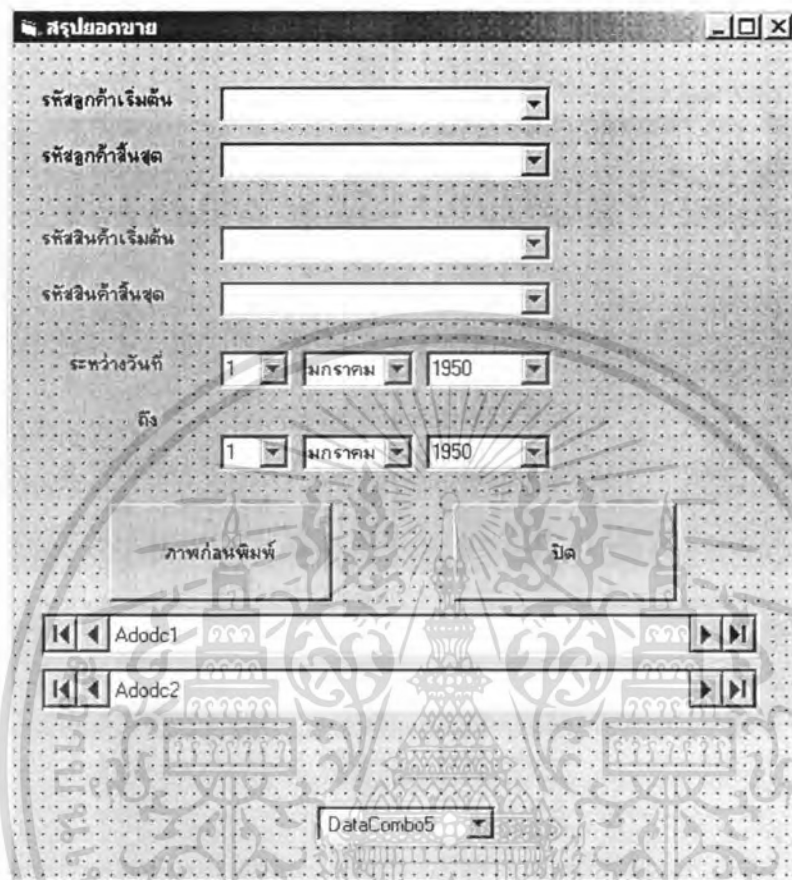 สรุปยอดขาย
รหัสลูกค้าเริ่มต้น
รหัสลูกค้าสิ้นสุด
รหัสสินค้าเริ่มต้น
รหัสสินค้าสิ้นสุด
ระหว่างวันที่ 1 มกราคม 1950
ถึง
1 มกราคม 1950
ภาพก่อนพิมพ์ ปิด
Adodc1
Adodc2
DataCombo5